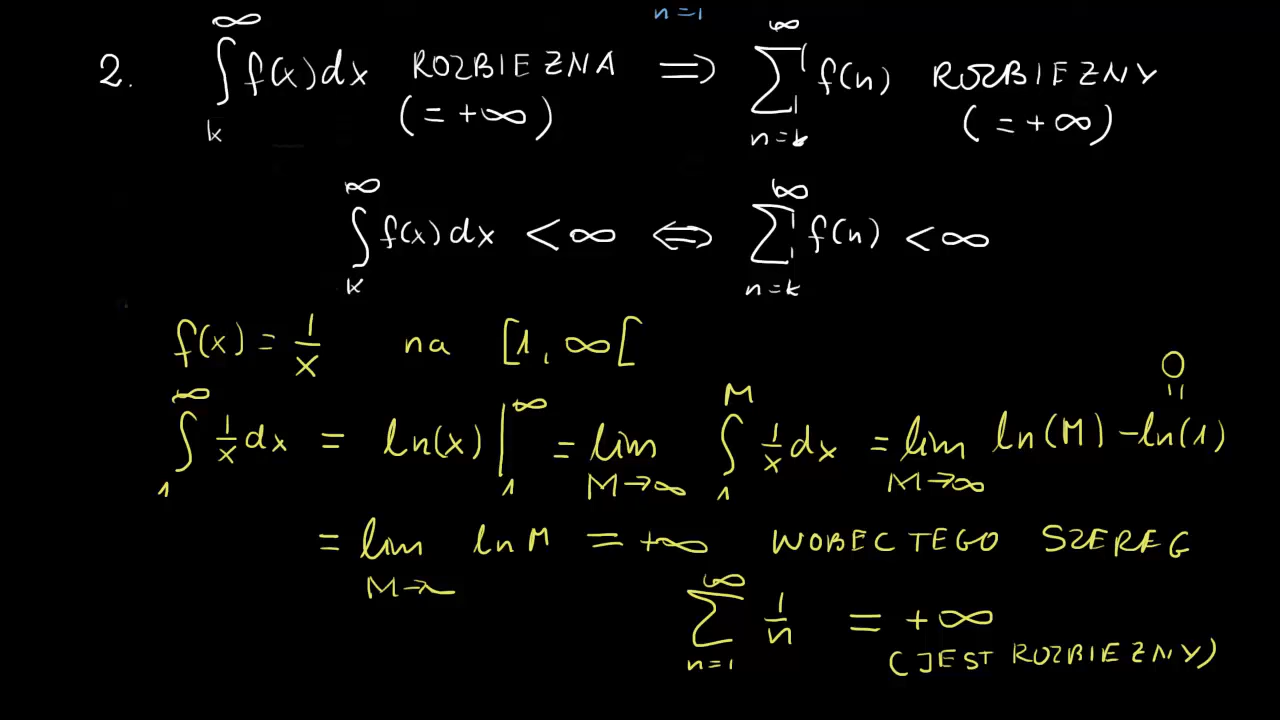 n=1
2. ∫_k^∞ f(x)dx ROZBIEZNA ⇒ ∑_{n=k}^∞ f(n) ROZBIEZNY
(=+∞) (=+∞)
∫_k^∞ f(x)dx < ∞ ⇔ ∑_{n=k}^∞ f(n) < ∞
f(x) = 1/x na [1, ∞[
∫_1^∞ 1/x dx = ln(x) |_1^∞ = lim_{M→∞} ∫_1^M 1/x dx = lim_{M→∞} ln(M) - ln(1)
0
=
= lim_{M→∞} ln M = +∞ WOBEC TEGO SZEREG
∑_{n=1}^∞ 1/n = +∞
(JEST ROZBIEZNY)